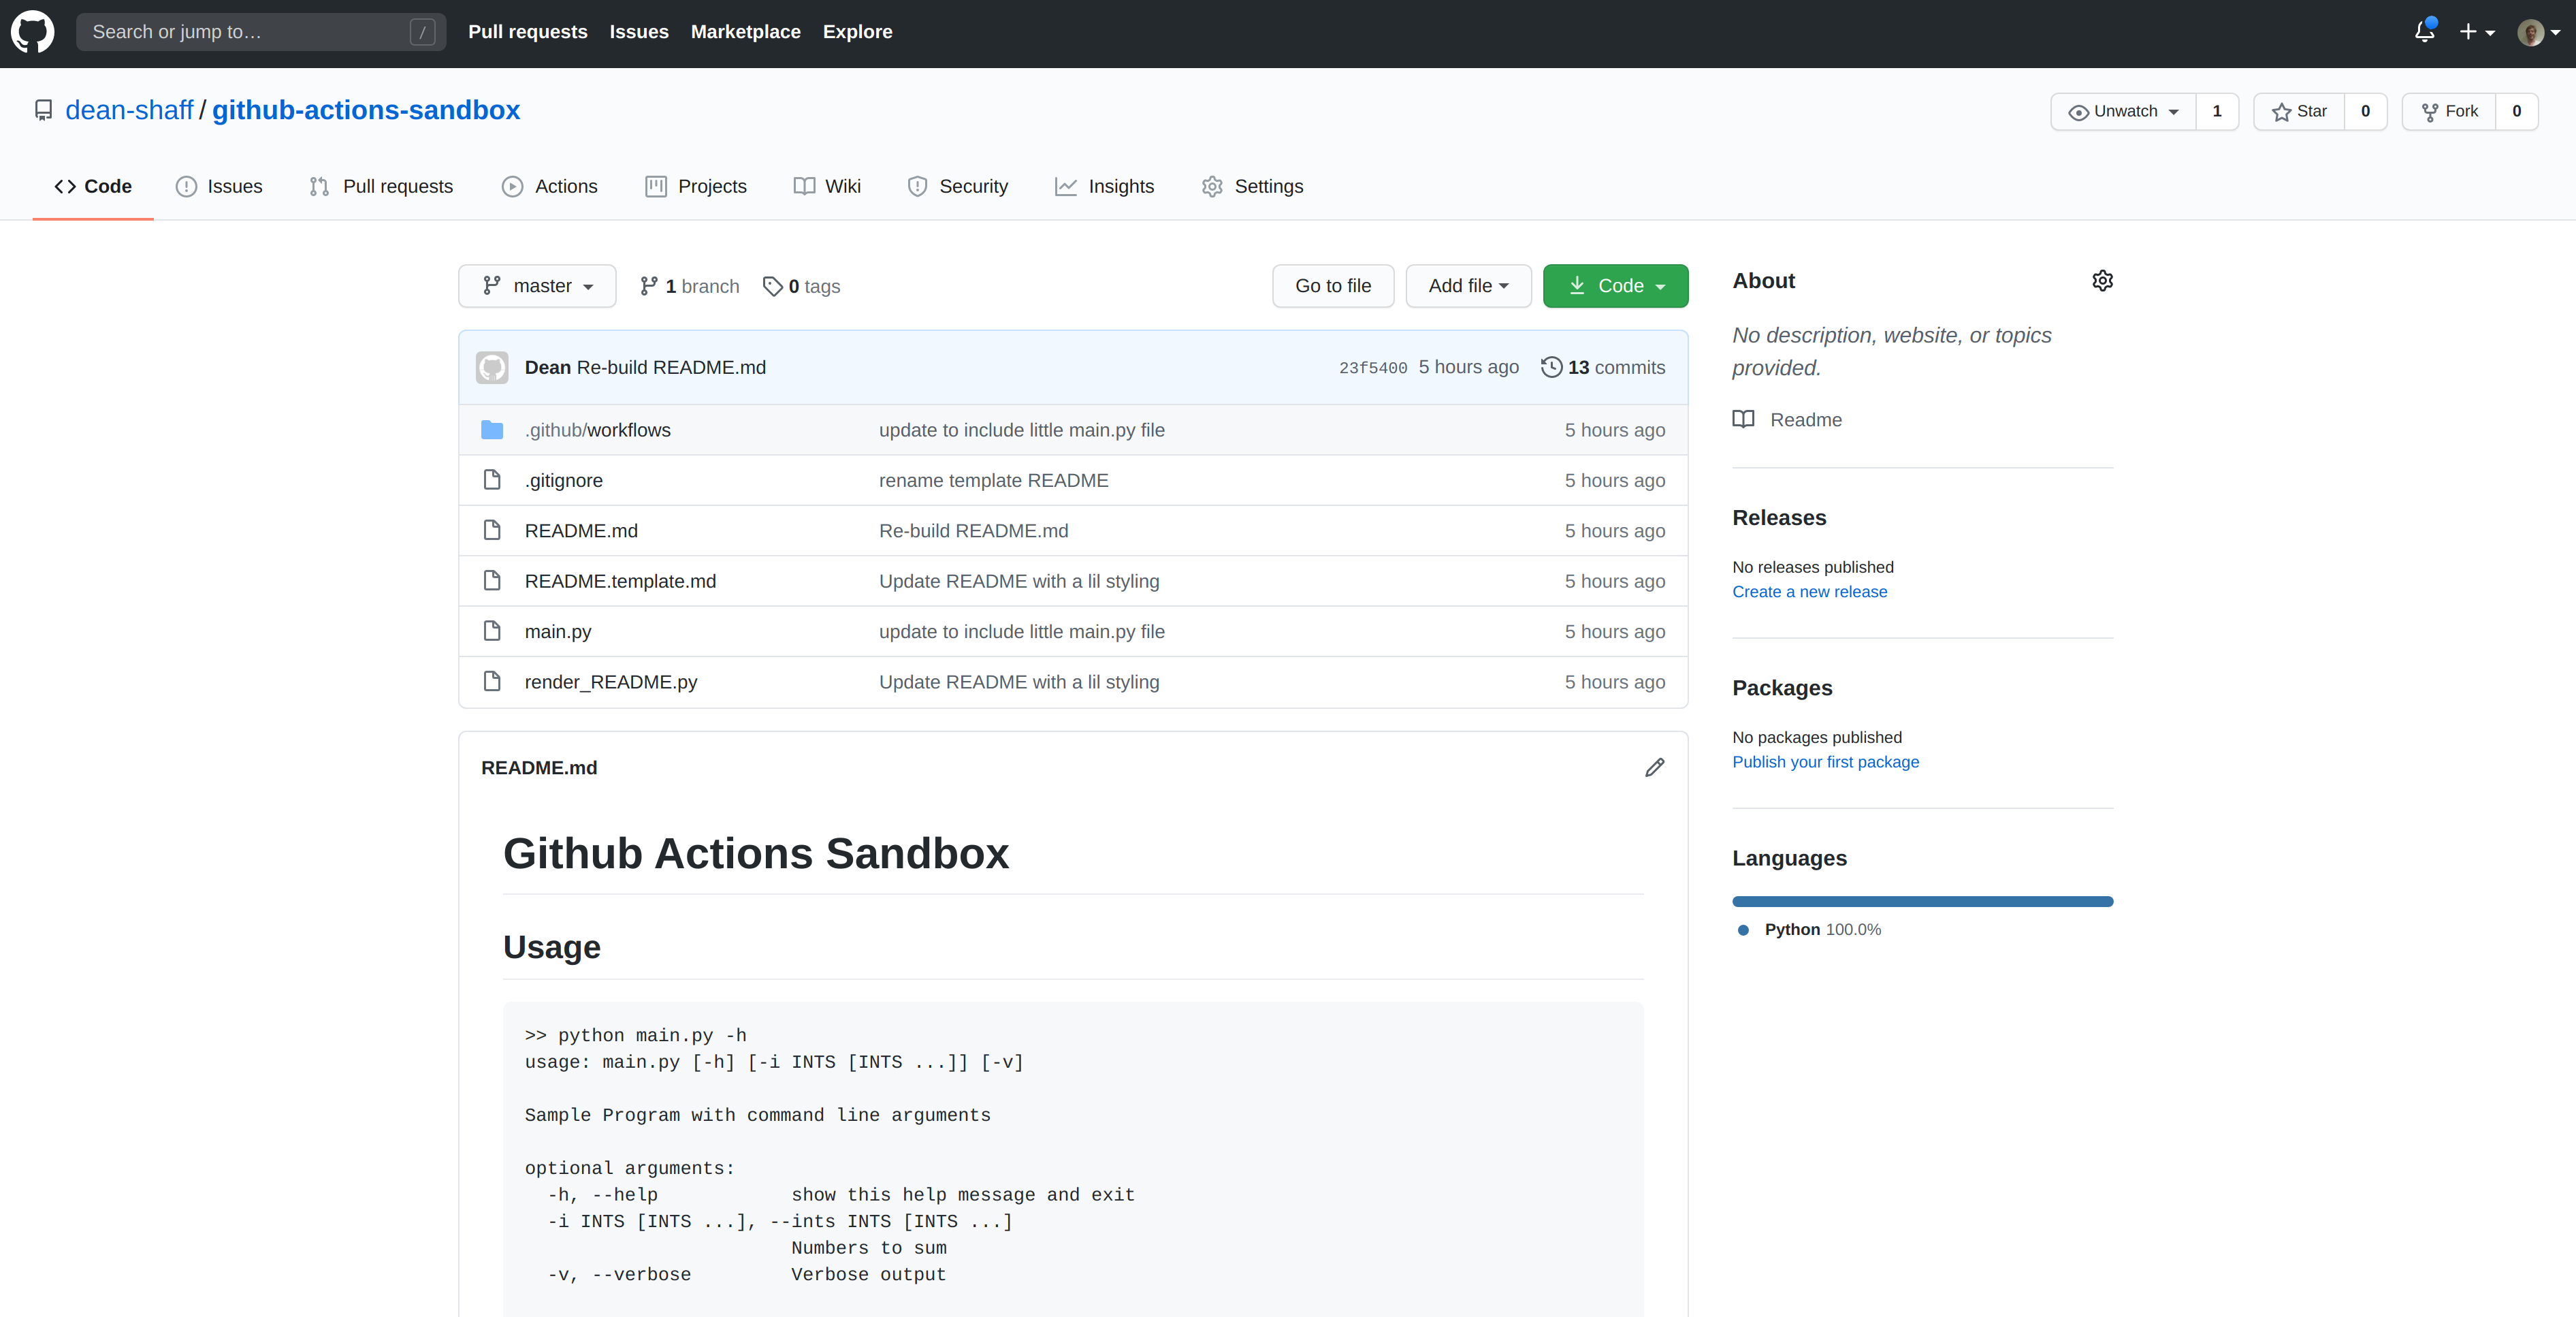 Search or jump to… /
Pull requests Issues Marketplace Explore
dean-shaff / github-actions-sandbox
Unwatch 1 Star 0 Fork 0
Code Issues Pull requests Actions Projects Wiki Security Insights Settings
master 1 branch 0 tags Go to file Add file Code
Dean Re-build README.md 23f5400 5 hours ago 13 commits
.github/workflows update to include little main.py file 5 hours ago
.gitignore rename template README 5 hours ago
README.md Re-build README.md 5 hours ago
README.template.md Update README with a lil styling 5 hours ago
main.py update to include little main.py file 5 hours ago
render_README.py Update README with a lil styling 5 hours ago
README.md
Github Actions Sandbox
Usage
>> python main.py -h
usage: main.py [-h] [-i INTS [INTS ...]] [-v]
Sample Program with command line arguments
optional arguments:
-h, --help show this help message and exit
-i INTS [INTS ...], --ints INTS [INTS ...]
Numbers to sum
-v, --verbose Verbose output
About
No description, website, or topics
provided.
Readme
Releases
No releases published
Create a new release
Packages
No packages published
Publish your first package
Languages
Python 100.0%